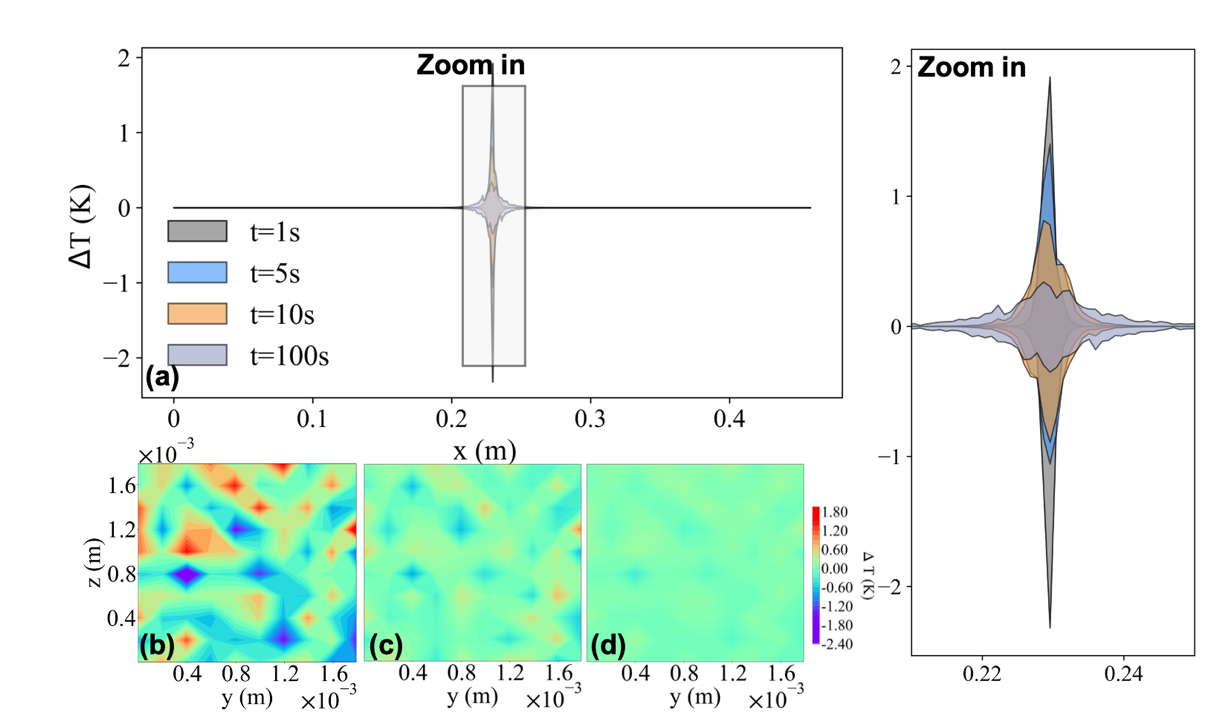 Zoom in
2
1
0
−1
−2
ΔT (K)
t=1s
t=5s
t=10s
t=100s
(a)
0 0.1 0.2 0.3 0.4
x (m)
Zoom in
2
1
0
−1
−2
0.22 0.24
×10⁻³
1.6
1.2
0.8
0.4
z (m)
(b)
0.4 0.8 1.2 1.6
y (m) ×10⁻³
(c)
0.4 0.8 1.2 1.6
y (m) ×10⁻³
(d)
0.4 0.8 1.2 1.6
y (m) ×10⁻³
1.80
1.20
0.60
0.00
-0.60
-1.20
-1.80
-2.40
Δ T (K)